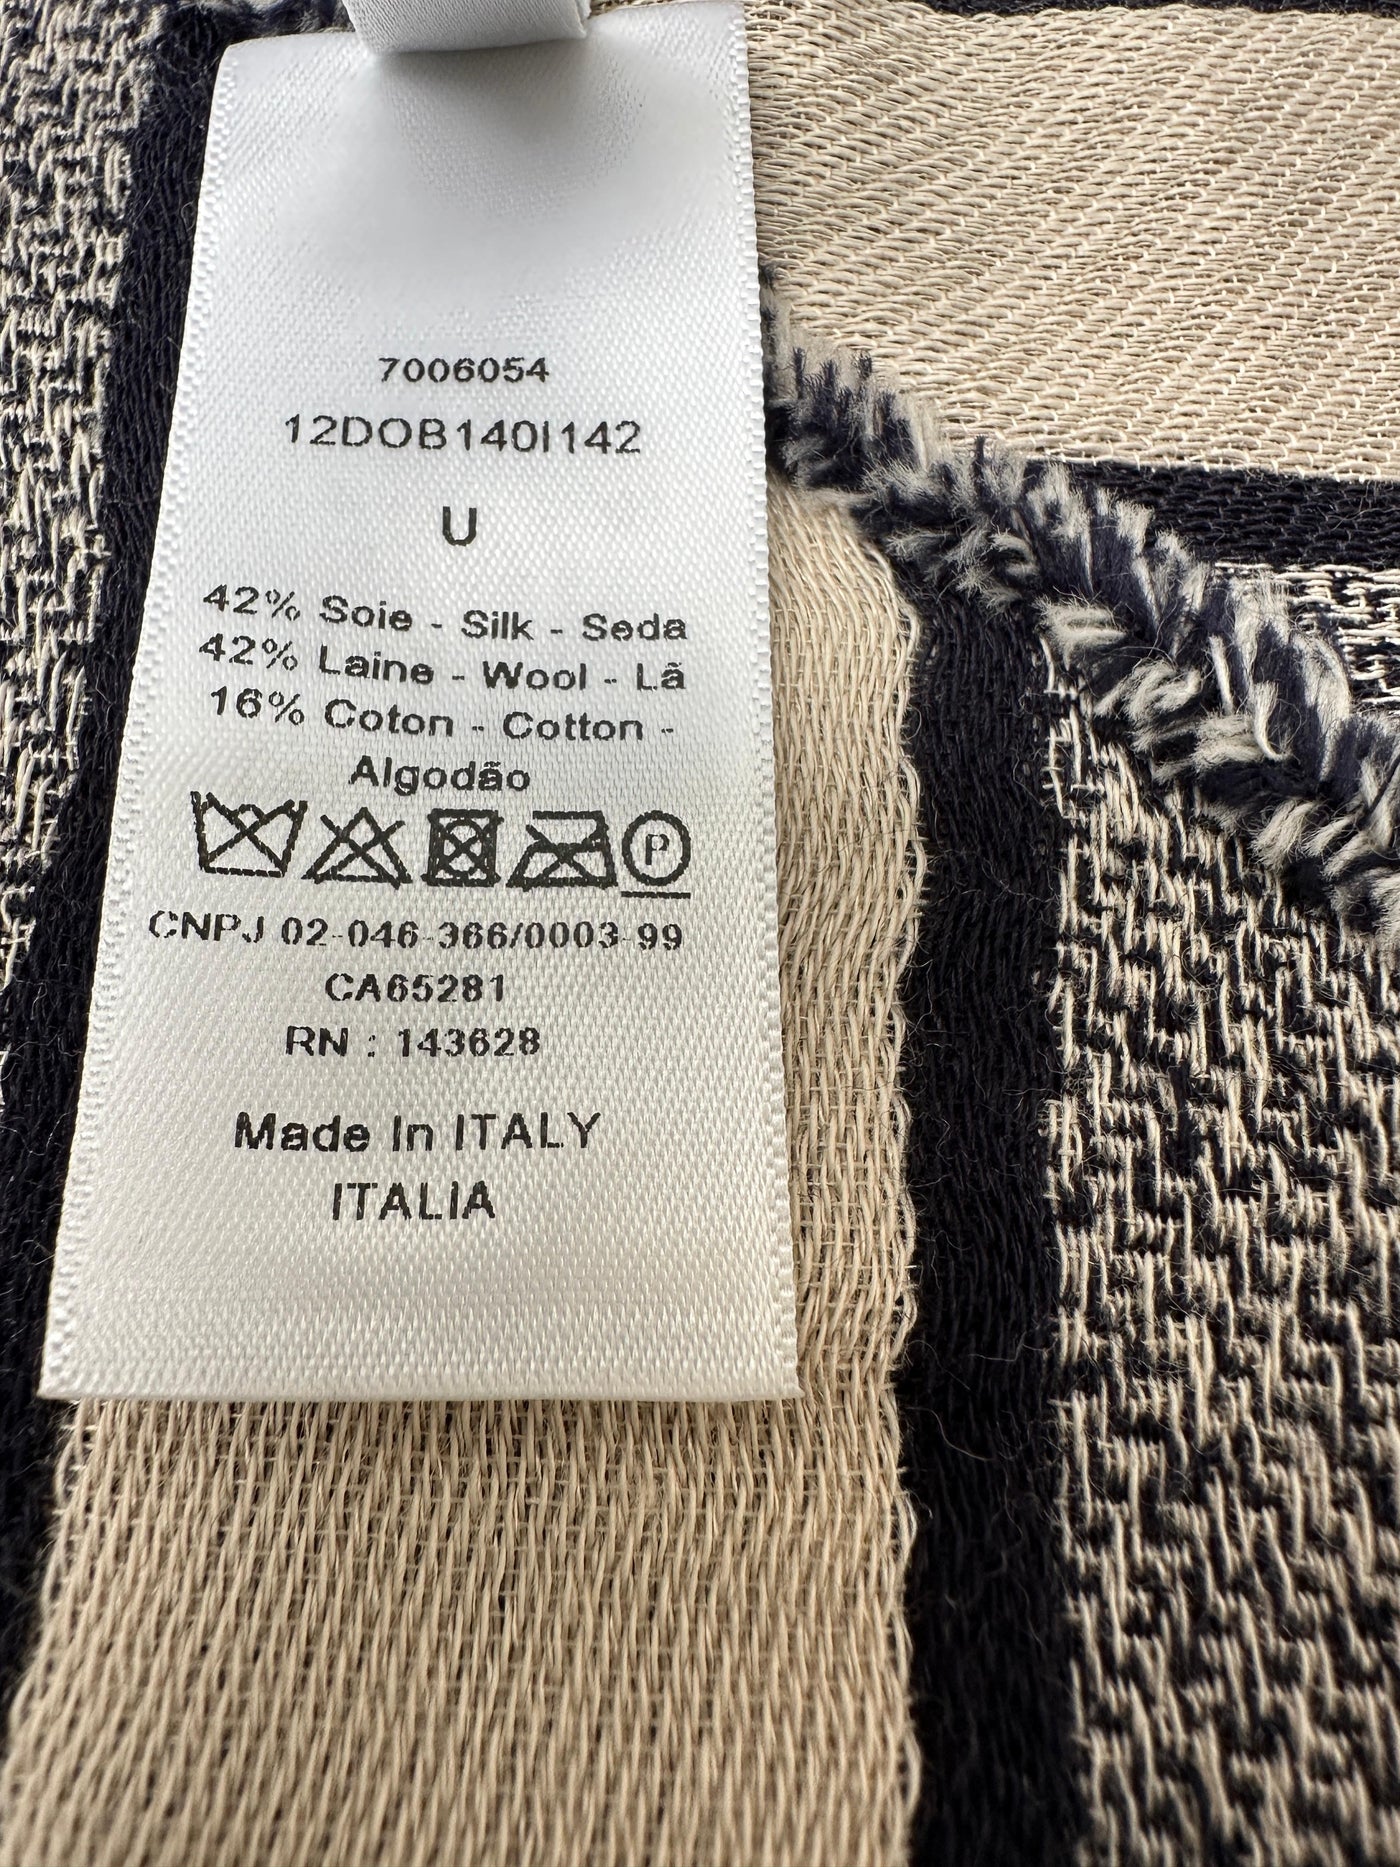 7006054
12DOB140I142
U
42% Soie - Silk - Seda
42% Laine - Wool - Lã
16% Coton - Cotton -
Algodão
P
CNPJ 02-046-366/0003-99
CA65281
RN : 143628
Made In ITALY
ITALIA